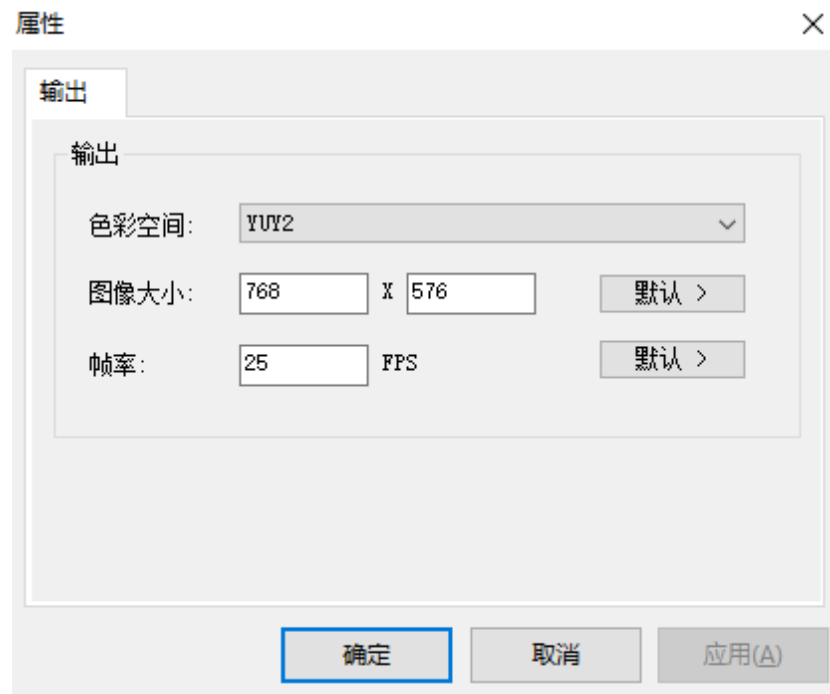 属性
输出
输出
色彩空间: YUY2
图像大小: 768 X 576 默认 >
帧率: 25 FPS 默认 >
确定 取消 应用(A)